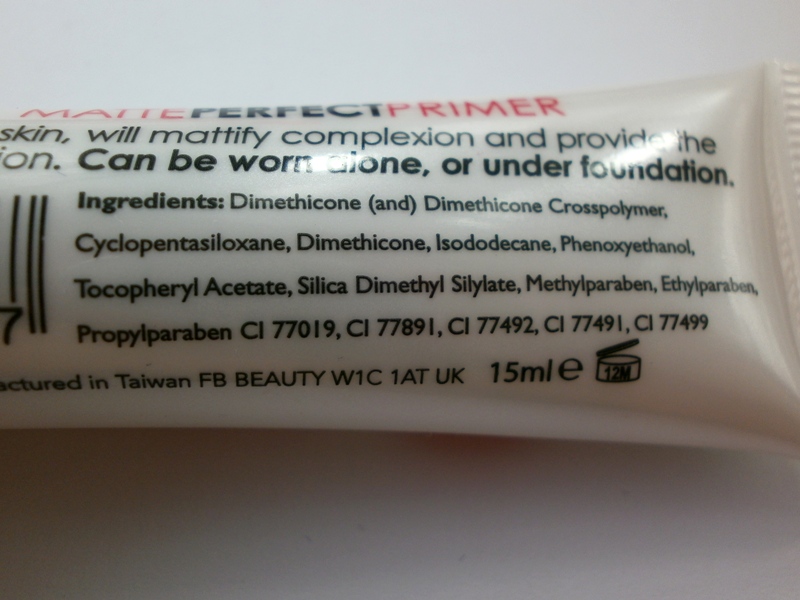 MATTEPERFECTPRIMER
skin, will mattify complexion and provide the
ion. Can be worn alone, or under foundation.
Ingredients: Dimethicone (and) Dimethicone Crosspolymer,
Cyclopentasiloxane, Dimethicone, Isododecane, Phenoxyethanol,
Tocopheryl Acetate, Silica Dimethyl Silylate, Methylparaben, Ethylparaben,
Propylparaben CI 77019, CI 77891, CI 77492, CI 77491, CI 77499
7
actured in Taiwan FB BEAUTY W1C 1AT UK 15ml e 12M